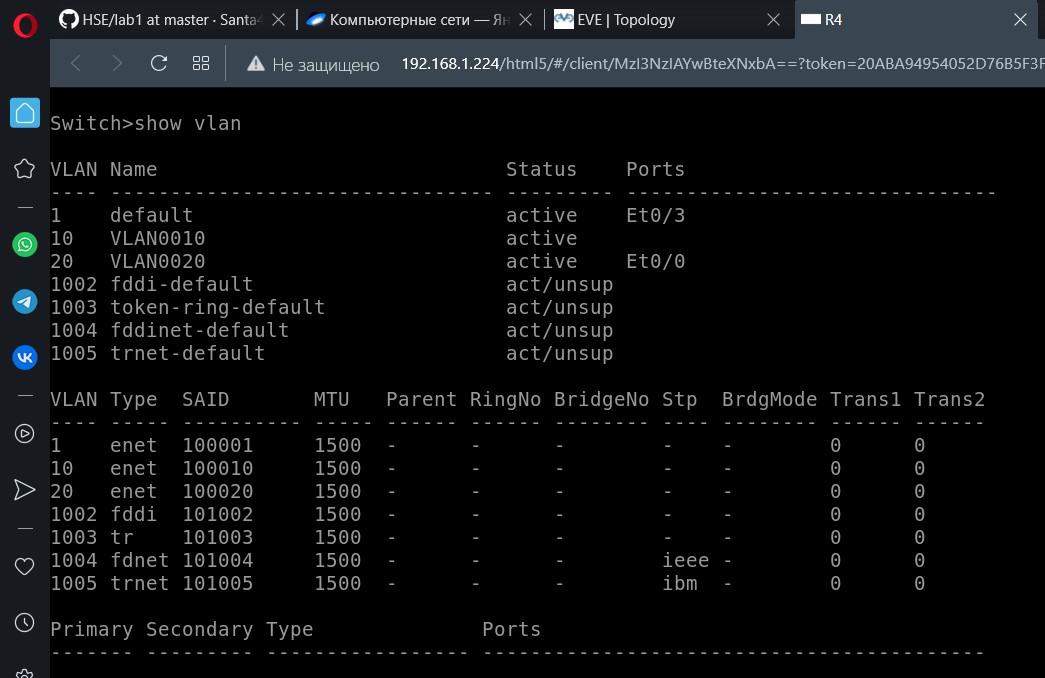 HSE/lab1 at master · Santa
Компьютерные сети — Ян
EVE | Topology
R4
Не защищено 192.168.1.224/html5/#/client/MzI3NzIAYwBteXNxbA==?token=20ABA94954052D76B5F3F
Switch>show vlan
VLAN Name Status Ports
---- -------------------------------- --------- -------------------------------
1 default active Et0/3
10 VLAN0010 active
20 VLAN0020 active Et0/0
1002 fddi-default act/unsup
1003 token-ring-default act/unsup
1004 fddinet-default act/unsup
1005 trnet-default act/unsup
VLAN Type SAID MTU Parent RingNo BridgeNo Stp BrdgMode Trans1 Trans2
---- ----- ---------- ----- ------ ------ -------- ---- -------- ------ ------
1 enet 100001 1500 - - - - - 0 0
10 enet 100010 1500 - - - - - 0 0
20 enet 100020 1500 - - - - - 0 0
1002 fddi 101002 1500 - - - - - 0 0
1003 tr 101003 1500 - - - - - 0 0
1004 fdnet 101004 1500 - - - ieee - 0 0
1005 trnet 101005 1500 - - - ibm - 0 0
Primary Secondary Type Ports
------- --------- ----------------- ------------------------------------------